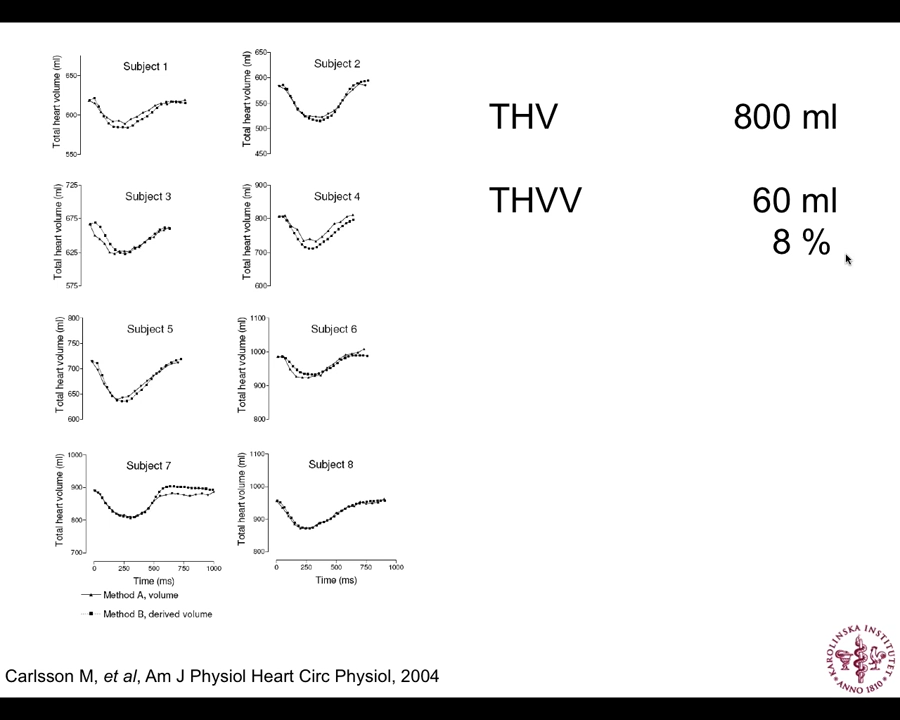 Subject 1
Total heart volume (ml)
650
600
550
Subject 2
Total heart volume (ml)
650
600
550
500
450
THV 800 ml
Subject 3
Total heart volume (ml)
725
675
625
575
Subject 4
Total heart volume (ml)
900
800
700
600
THVV 60 ml
8 %
Subject 5
Total heart volume (ml)
800
750
700
650
600
Subject 6
Total heart volume (ml)
1100
1000
900
800
Subject 7
Total heart volume (ml)
1000
900
800
700
0 250 500 750 1000
Time (ms)
Subject 8
Total heart volume (ml)
1100
1000
900
800
0 250 500 750 1000
Time (ms)
Method A, volume
Method B, derived volume
Carlsson M, et al, Am J Physiol Heart Circ Physiol, 2004
KAROLINSKA INSTITUTET
ANNO 1810